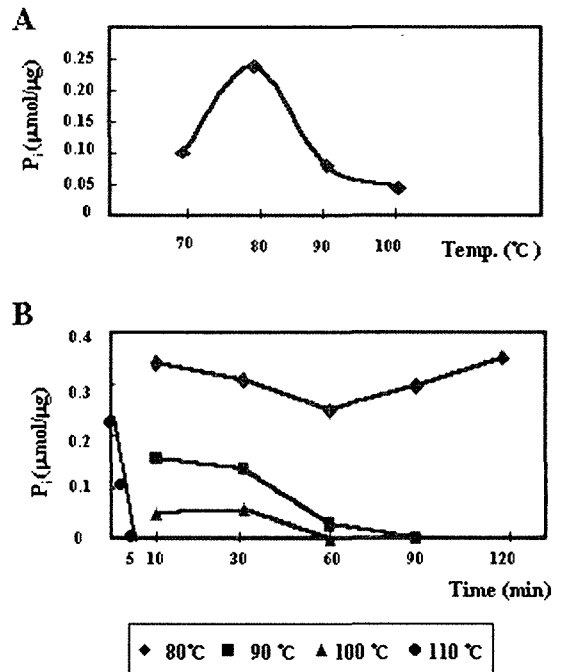 A
0.25
0.20
0.15
0.10
0.05
0
Pi (μmol/μg)
70 80 90 100 Temp. (℃)
B
0.4
0.3
0.2
0.1
0
Pi (μmol/μg)
5 10 30 60 90 120
Time (min)
80℃ 90 ℃ 100 ℃ 110 ℃